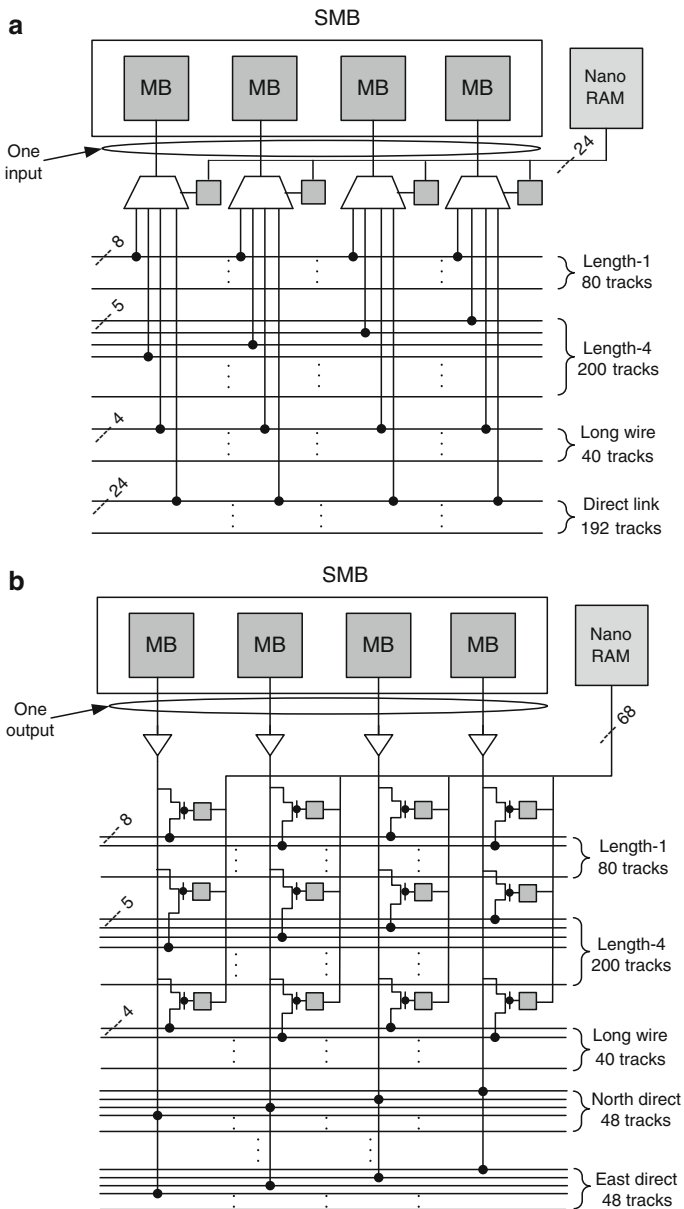 a
SMB
MB MB MB MB
Nano
RAM
One
input
24
8
Length-1
80 tracks
5
Length-4
200 tracks
4
Long wire
40 tracks
24
Direct link
192 tracks
b
SMB
MB MB MB MB
Nano
RAM
One
output
68
8
Length-1
80 tracks
5
Length-4
200 tracks
4
Long wire
40 tracks
North direct
48 tracks
East direct
48 tracks